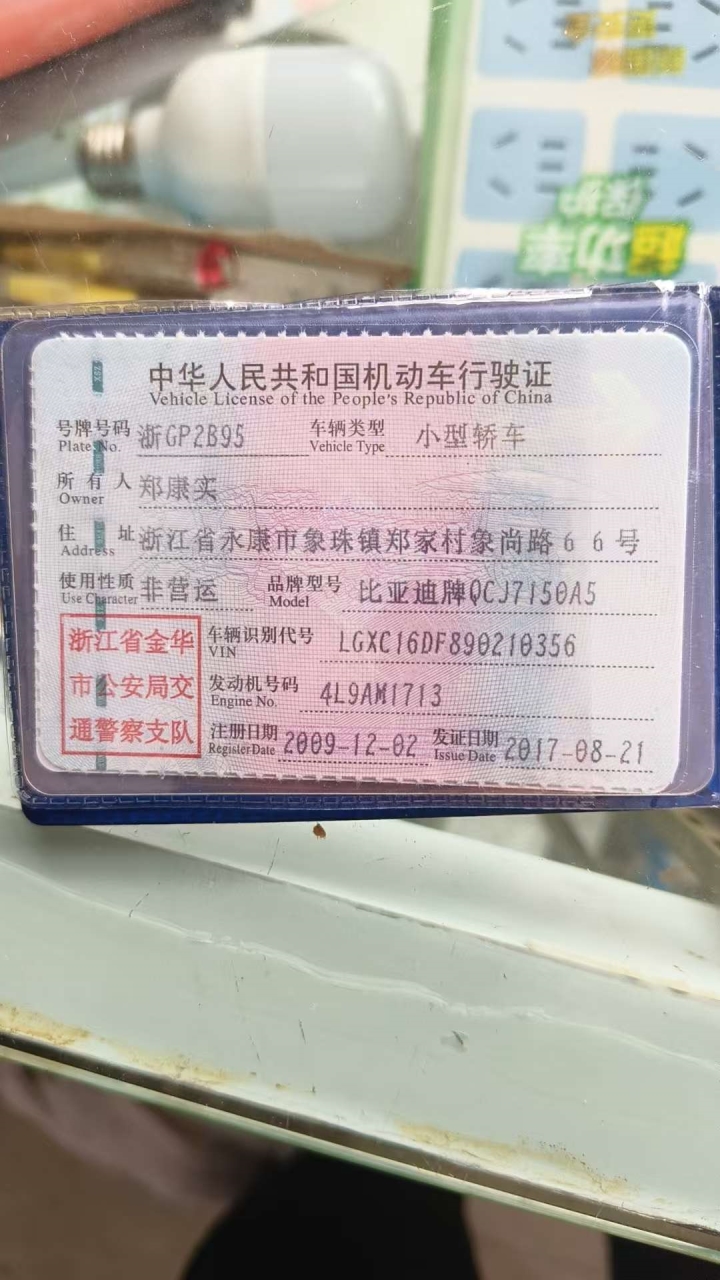 超功率
保护
中华人民共和国机动车行驶证
Vehicle License of the People's Republic of China
号牌号码 浙GP2B95 车辆类型 小型轿车
Plate No. Vehicle Type
所有人 郑康实
Owner
住址 浙江省永康市象珠镇郑家村象尚路66号
Address
使用性质 非营运 品牌型号 比亚迪牌QCJ7150A5
Use Character Model
浙江省金华 车辆识别代号 LGXC16DF890210356
VIN
市公安局交 发动机号码 4L9AM1713
Engine No.
通警察支队 注册日期 2009-12-02 发证日期 2017-08-21
Register Date Issue Date